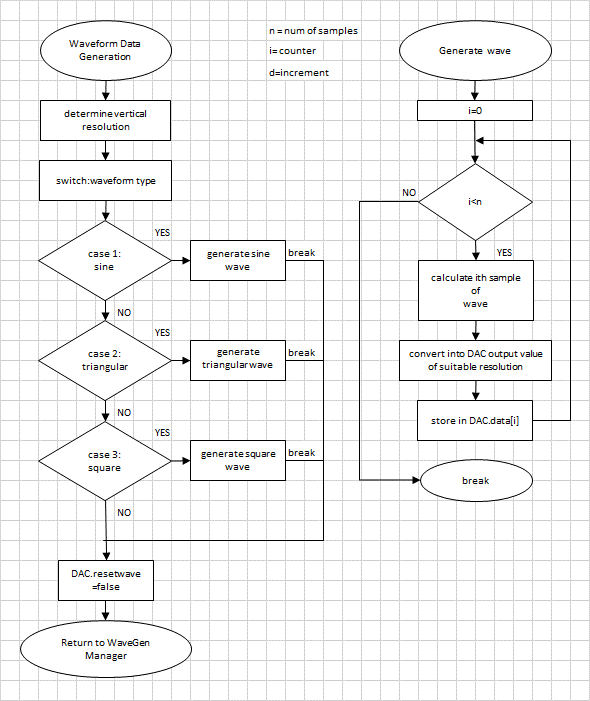 Waveform Data
Generation
n = num of samples
i= counter
d=increment
Generate wave
determine vertical
resolution
switch:waveform type
case 1:
sine
YES
generate sine
wave
break
NO
case 2:
triangular
YES
generate
triangular wave
break
NO
case 3:
square
YES
generate square
wave
break
NO
DAC.resetwave
=false
Return to WaveGen
Manager
i=0
i<n
NO
YES
calculate ith sample
of
wave
convert into DAC output value
of suitable resolution
store in DAC.data[i]
break